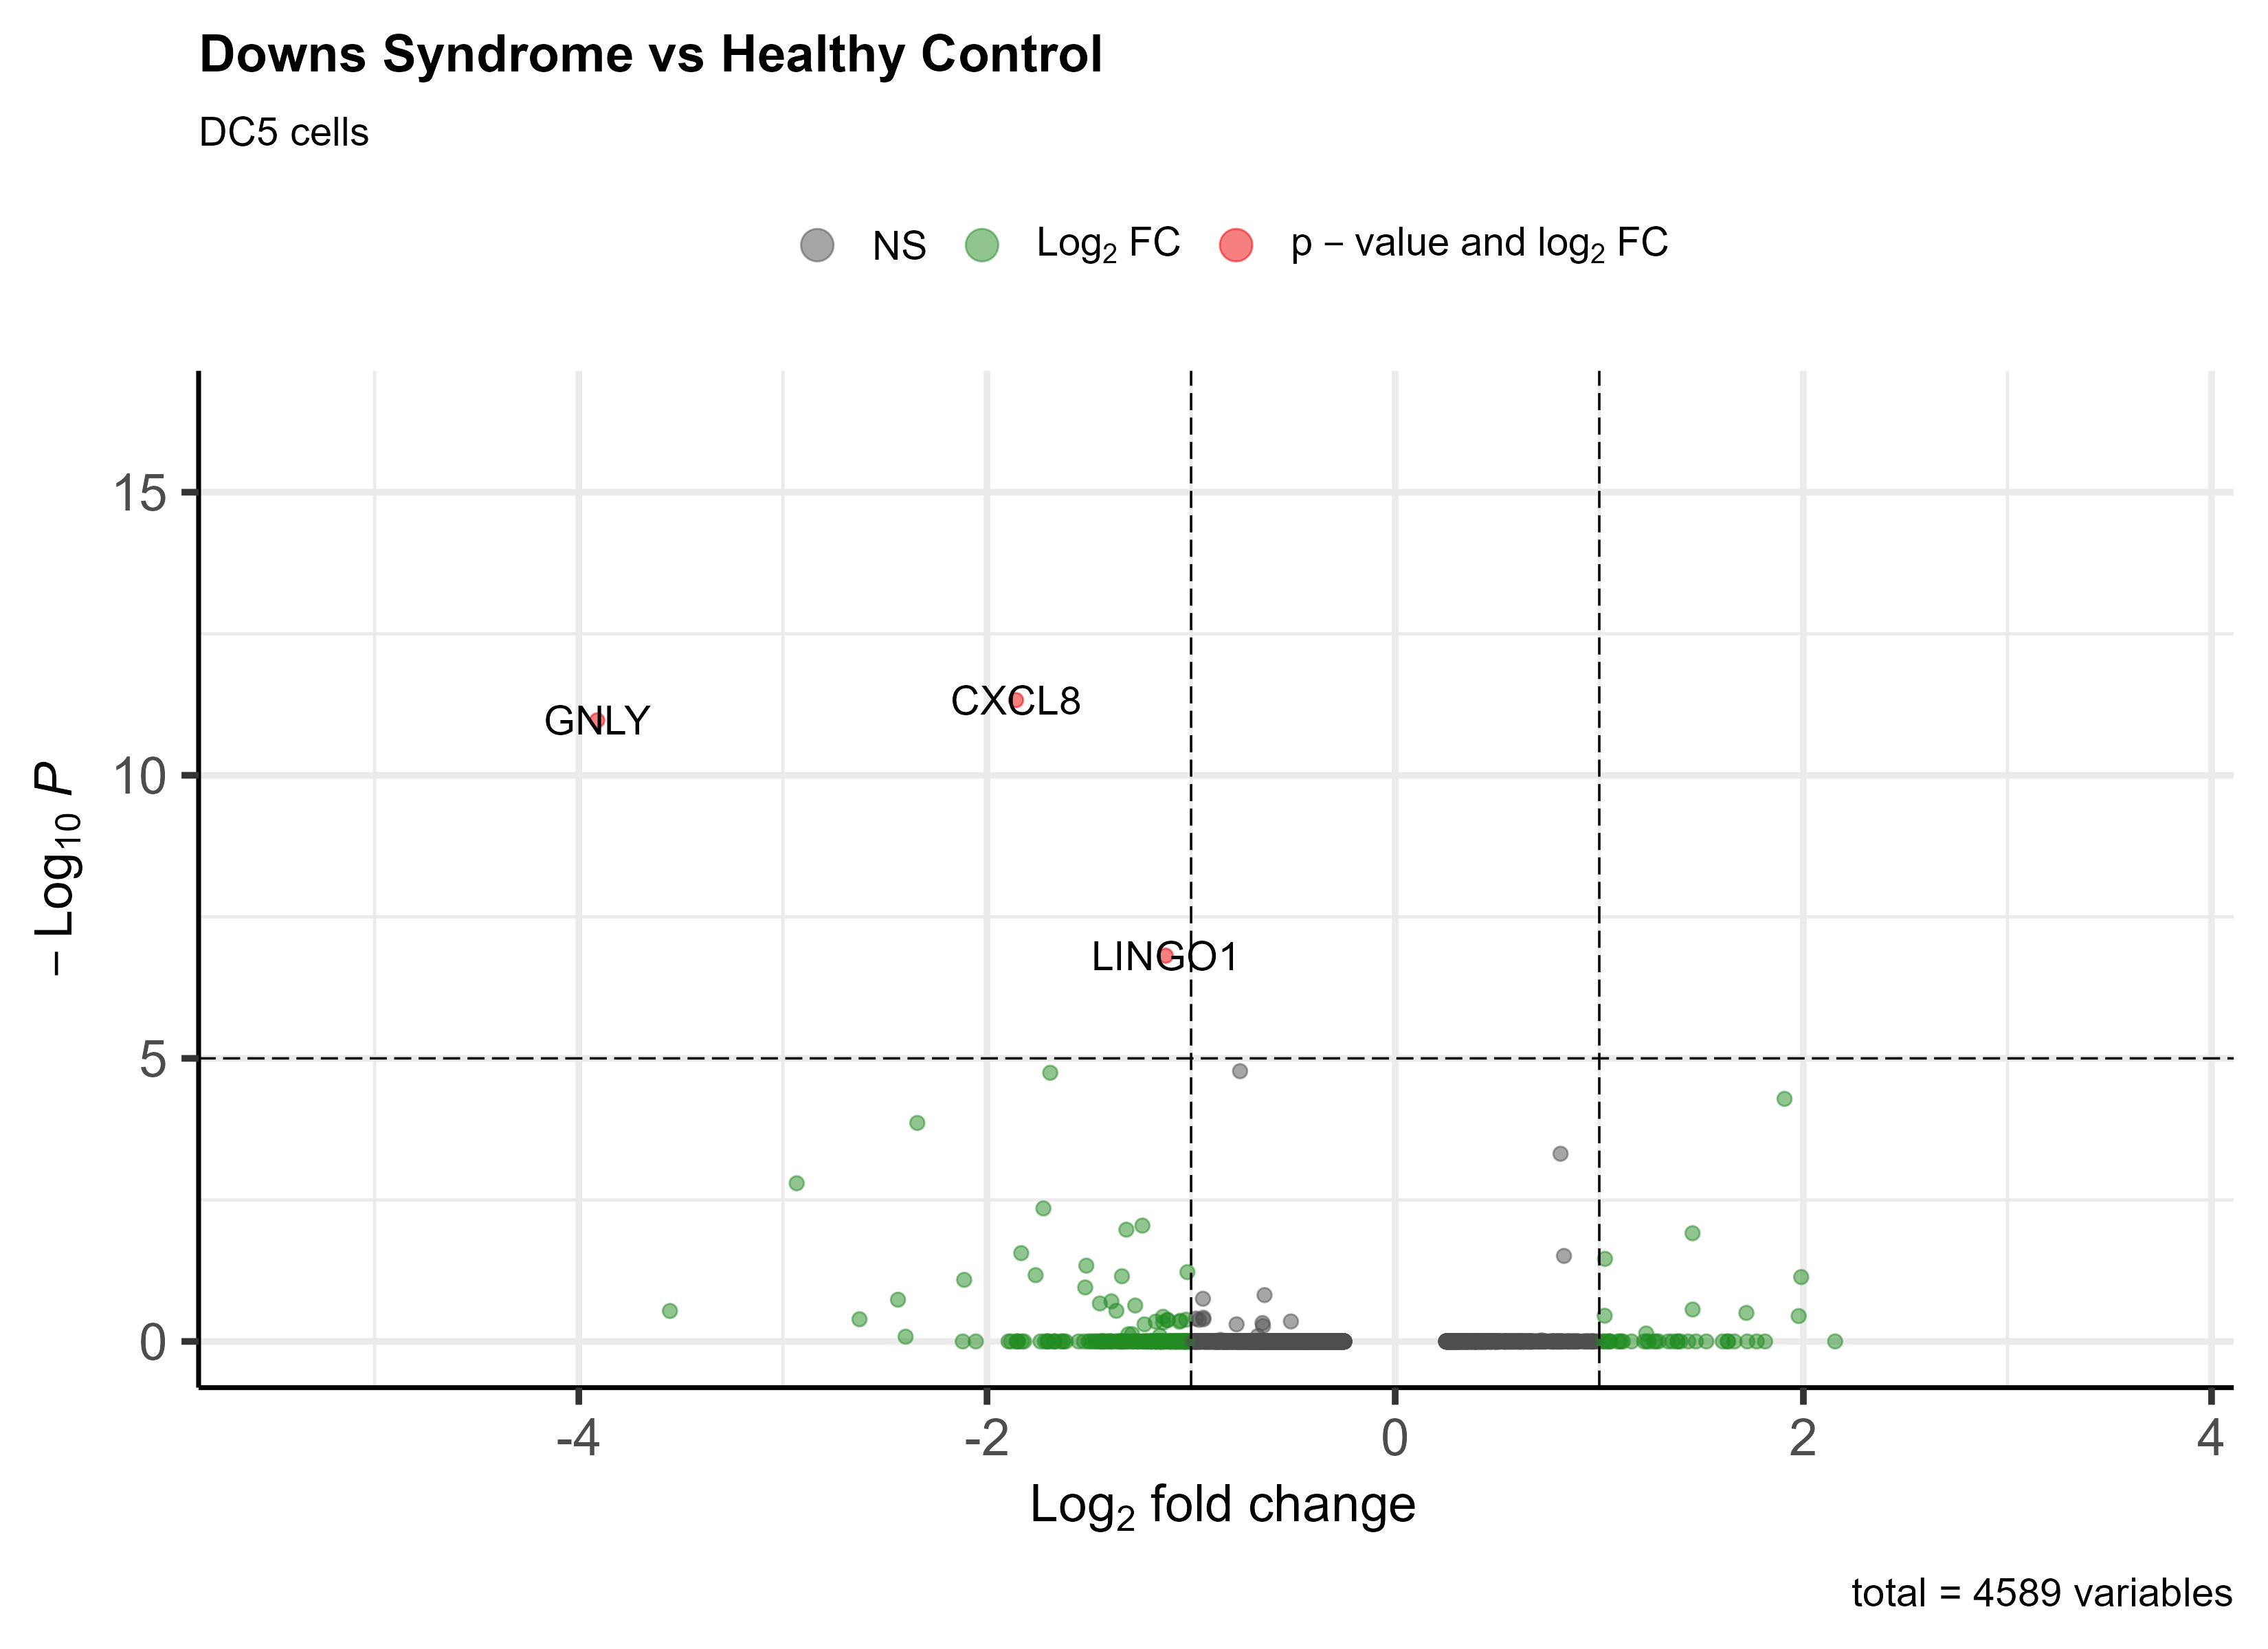 Downs Syndrome vs Healthy Control
DC5 cells
NS Log₂ FC p − value and log₂ FC
− Log₁₀ P
15
10
5
0
CXCL8
GNLY
LINGO1
-4 -2 0 2 4
Log₂ fold change
total = 4589 variables